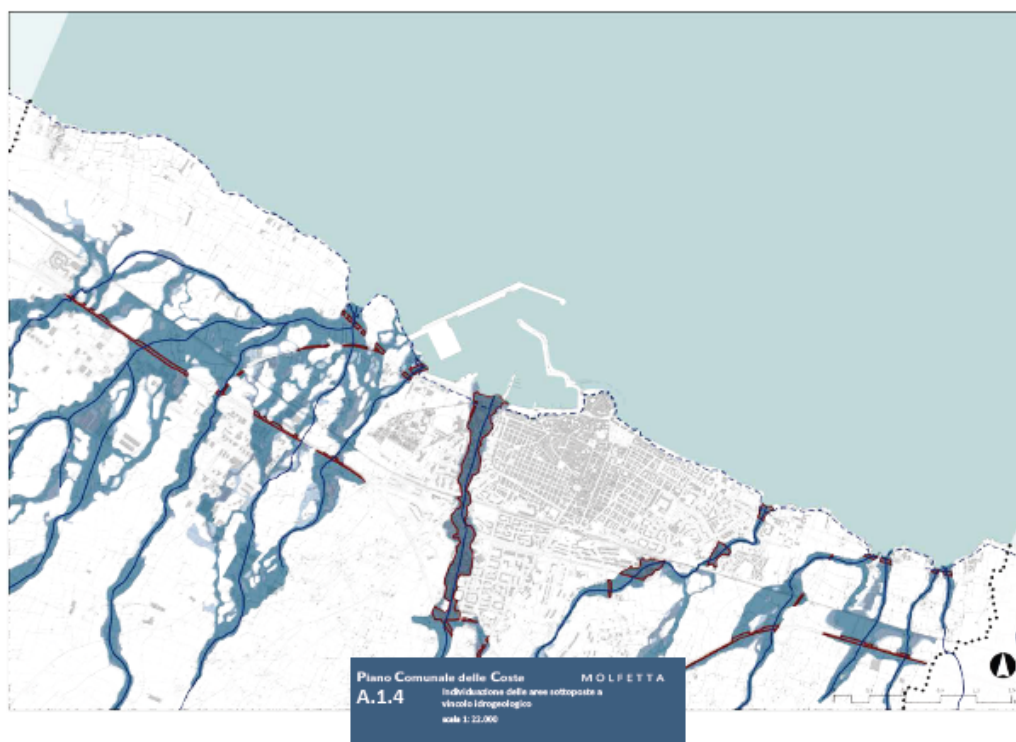 Piano Comunale delle Coste MOLFETTA
A.1.4 Individuazione delle aree sottoposte a
vincolo idrogeologico
scala 1: 22.000